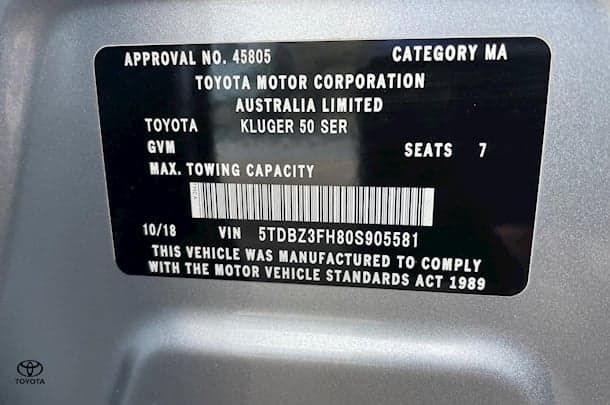 APPROVAL NO. 45805 CATEGORY MA
TOYOTA MOTOR CORPORATION
AUSTRALIA LIMITED
TOYOTA KLUGER 50 SER
GVM SEATS 7
MAX. TOWING CAPACITY
10/18 VIN 5TDBZ3FH80S905581
THIS VEHICLE WAS MANUFACTURED TO COMPLY
WITH THE MOTOR VEHICLE STANDARDS ACT 1989
TOYOTA